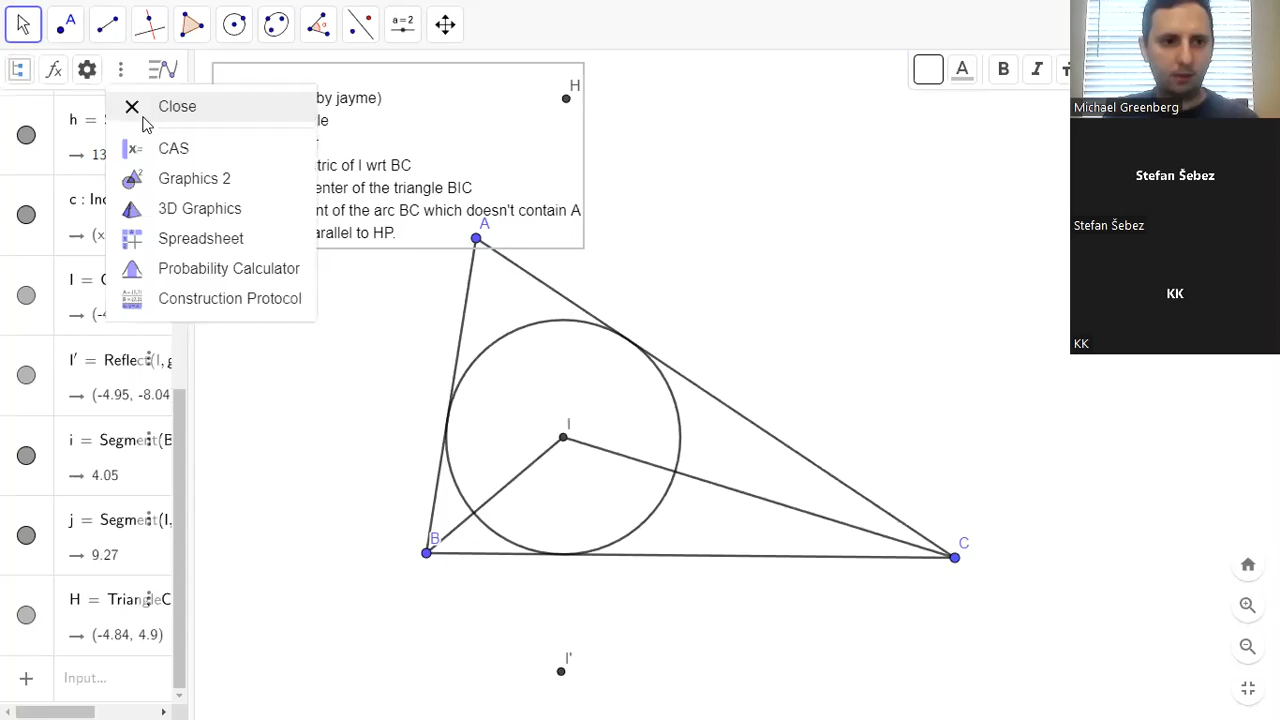 A
a=2
fx
B
I
Close
CAS
Graphics 2
3D Graphics
Spreadsheet
Probability Calculator
Construction Protocol
by jayme)
tric of I wrt BC
enter of the triangle BIC
nt of the arc BC which doesn't contain A
arallel to HP.
H
A
I
B
C
I'
h =
→ 13
c : Inc
→ (x
I = C
→ (-4
I′ = Reflect(I, g
→ (-4.95, -8.04
i = Segment(B
→ 4.05
j = Segment(I,
→ 9.27
H = TriangleC
→ (-4.84, 4.9)
Input...
Michael Greenberg
Stefan Šebez
Stefan Šebez
KK
KK